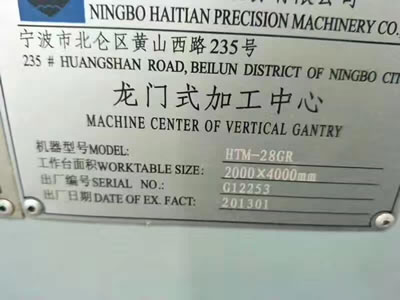 NINGBO HAITIAN PRECISION MACHINERY CO.,
宁波市北仑区黄山西路235号
235 # HUANGSHAN ROAD, BEILUN DISTRICT OF NINGBO CIT
龙门式加工中心
MACHINE CENTER OF VERTICAL GANTRY
机器型号MODEL: HTM-28GR
工作台面积WORKTABLE SIZE: 2000×4000mm
出厂编号SERIAL NO.: G12253
出厂日期DATE OF EX. FACT: 201301